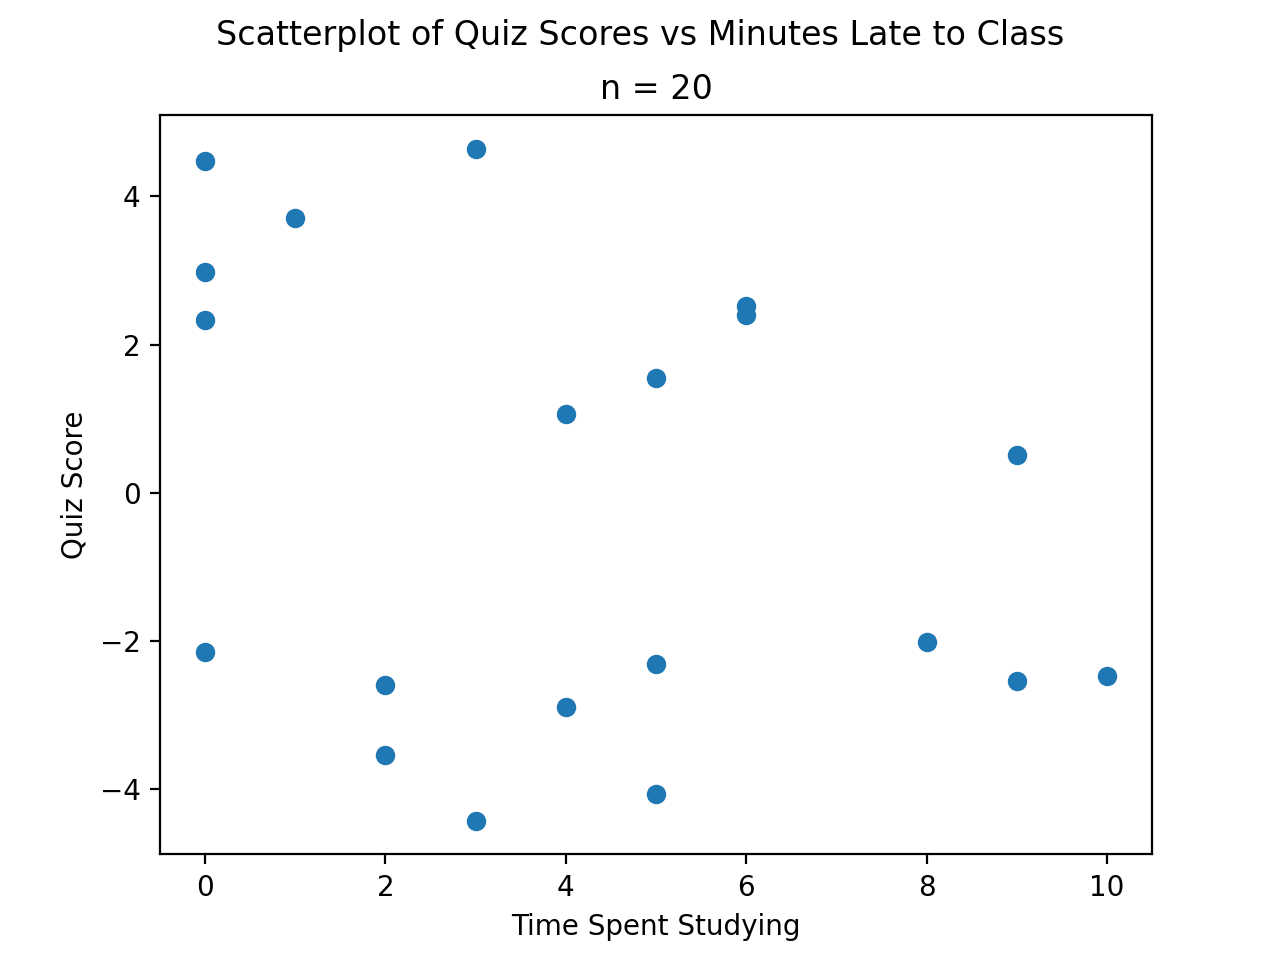 Scatterplot of Quiz Scores vs Minutes Late to Class
n = 20
4
2
0
−2
−4
Quiz Score
0 2 4 6 8 10
Time Spent Studying